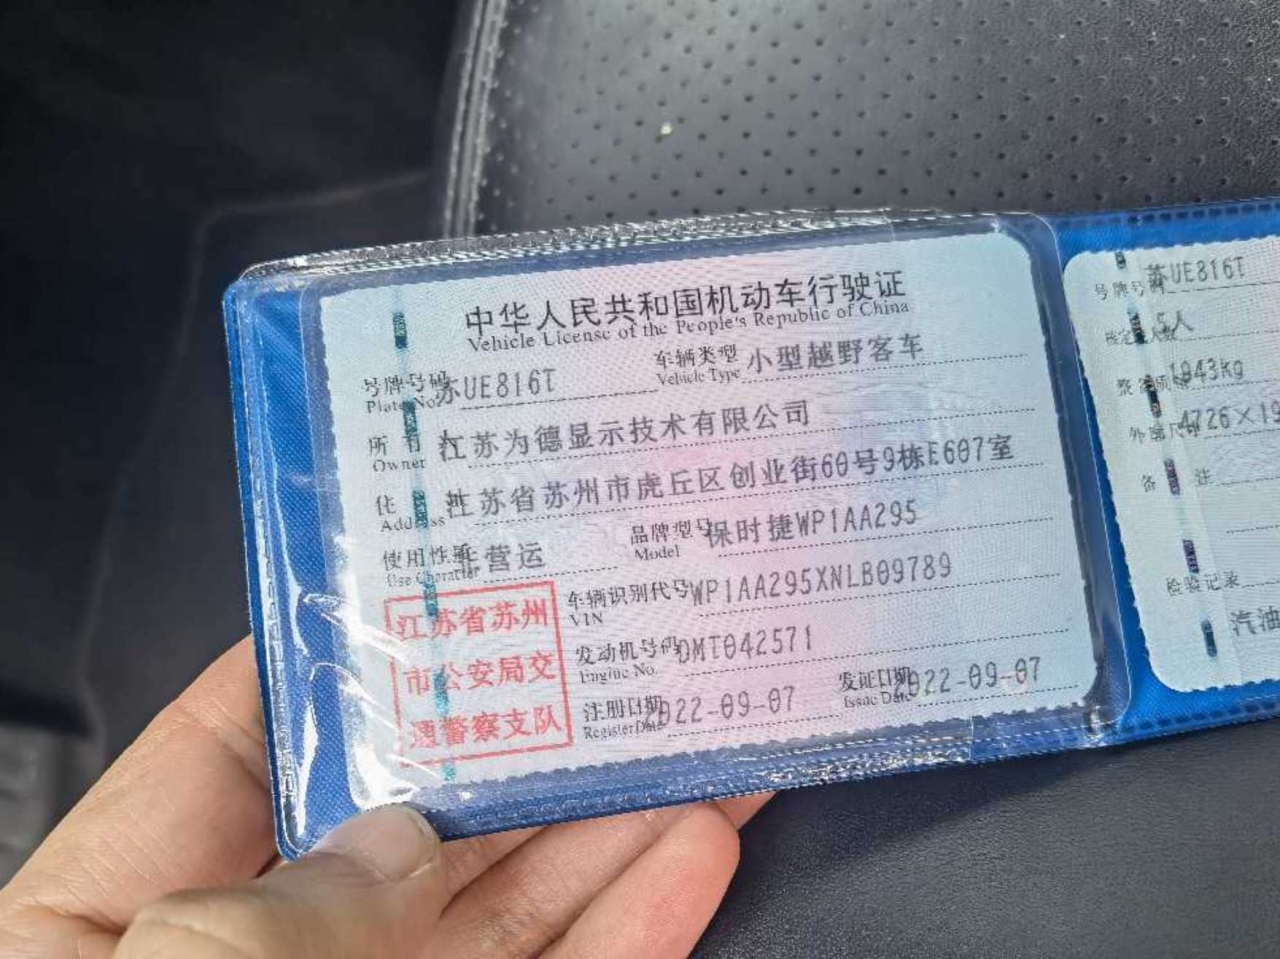 中华人民共和国机动车行驶证
Vehicle License of the People's Republic of China
号牌号码 苏UE816T 车辆类型 小型越野客车
Plate No. Vehicle Type
所有 江苏为德显示技术有限公司
Owner
住 江苏省苏州市虎丘区创业街60号9栋E607室
Address
使用性质 非营运 品牌型号 保时捷WP1AA295
Use Character Model
车辆识别代号 WP1AA295XNLB09789
VIN
发动机号码 DMT042571
Engine No.
注册日期 2022-09-07 发证日期 2022-09-07
Register Date Issue Date
江苏省苏州
市公安局交
通警察支队
号牌号码 苏UE816T
5人
1943kg
4726×19
备注
检验记录
汽油